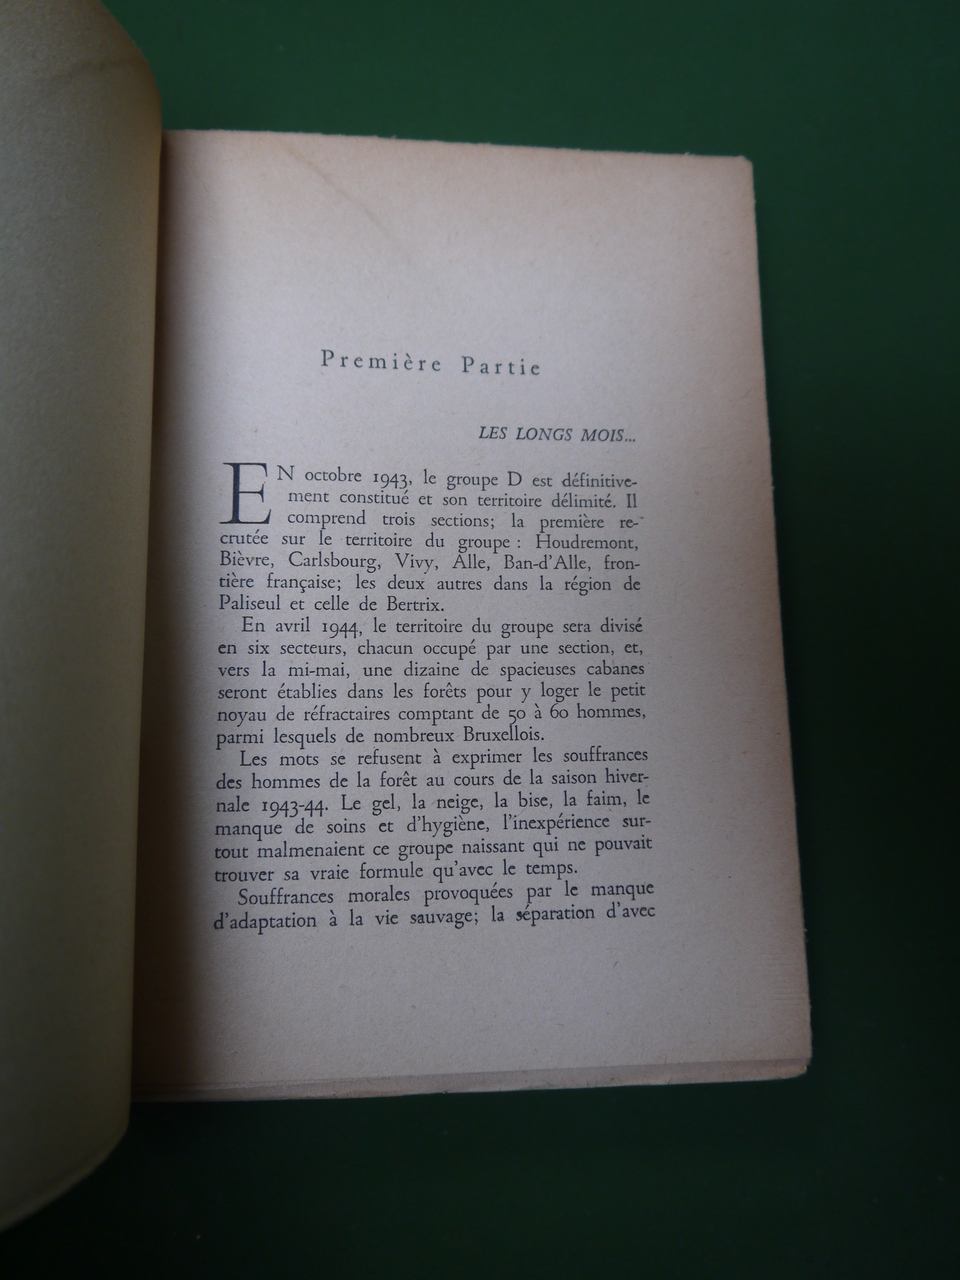 Première Partie
LES LONGS MOIS...
EN octobre 1943, le groupe D est définitive-
ment constitué et son territoire délimité. Il
comprend trois sections; la première re-
crutée sur le territoire du groupe : Houdremont,
Bièvre, Carlsbourg, Vivy, Alle, Ban-d'Alle, fron-
tière française; les deux autres dans la région de
Paliseul et celle de Bertrix.
En avril 1944, le territoire du groupe sera divisé
en six secteurs, chacun occupé par une section, et,
vers la mi-mai, une dizaine de spacieuses cabanes
seront établies dans les forêts pour y loger le petit
noyau de réfractaires comptant de 50 à 60 hommes,
parmi lesquels de nombreux Bruxellois.
Les mots se refusent à exprimer les souffrances
des hommes de la forêt au cours de la saison hiver-
nale 1943-44. Le gel, la neige, la bise, la faim, le
manque de soins et d'hygiène, l'inexpérience sur-
tout malmenaient ce groupe naissant qui ne pouvait
trouver sa vraie formule qu'avec le temps.
Souffrances morales provoquées par le manque
d'adaptation à la vie sauvage; la séparation d'avec